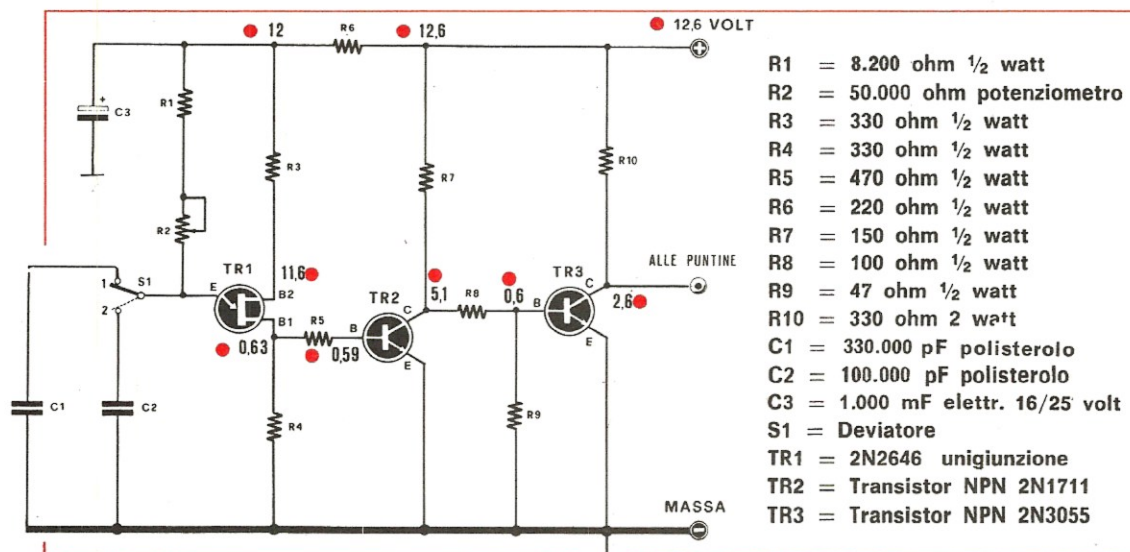 12
R6
12,6
12,6 VOLT
R1
C3
+
R3
R7
R10
R2
1
S1
2
E
TR1
11,6
B2
B1
0,63
R5
B
0,59
TR2
C
5,1
E
R8
0,6
B
TR3
C
2,6
E
ALLE PUNTINE
C1
C2
R4
R9
MASSA
R1 = 8.200 ohm ½ watt
R2 = 50.000 ohm potenziometro
R3 = 330 ohm ½ watt
R4 = 330 ohm ½ watt
R5 = 470 ohm ½ watt
R6 = 220 ohm ½ watt
R7 = 150 ohm ½ watt
R8 = 100 ohm ½ watt
R9 = 47 ohm ½ watt
R10 = 330 ohm 2 watt
C1 = 330.000 pF polisterolo
C2 = 100.000 pF polisterolo
C3 = 1.000 mF elettr. 16/25 volt
S1 = Deviatore
TR1 = 2N2646 unigiunzione
TR2 = Transistor NPN 2N1711
TR3 = Transistor NPN 2N3055